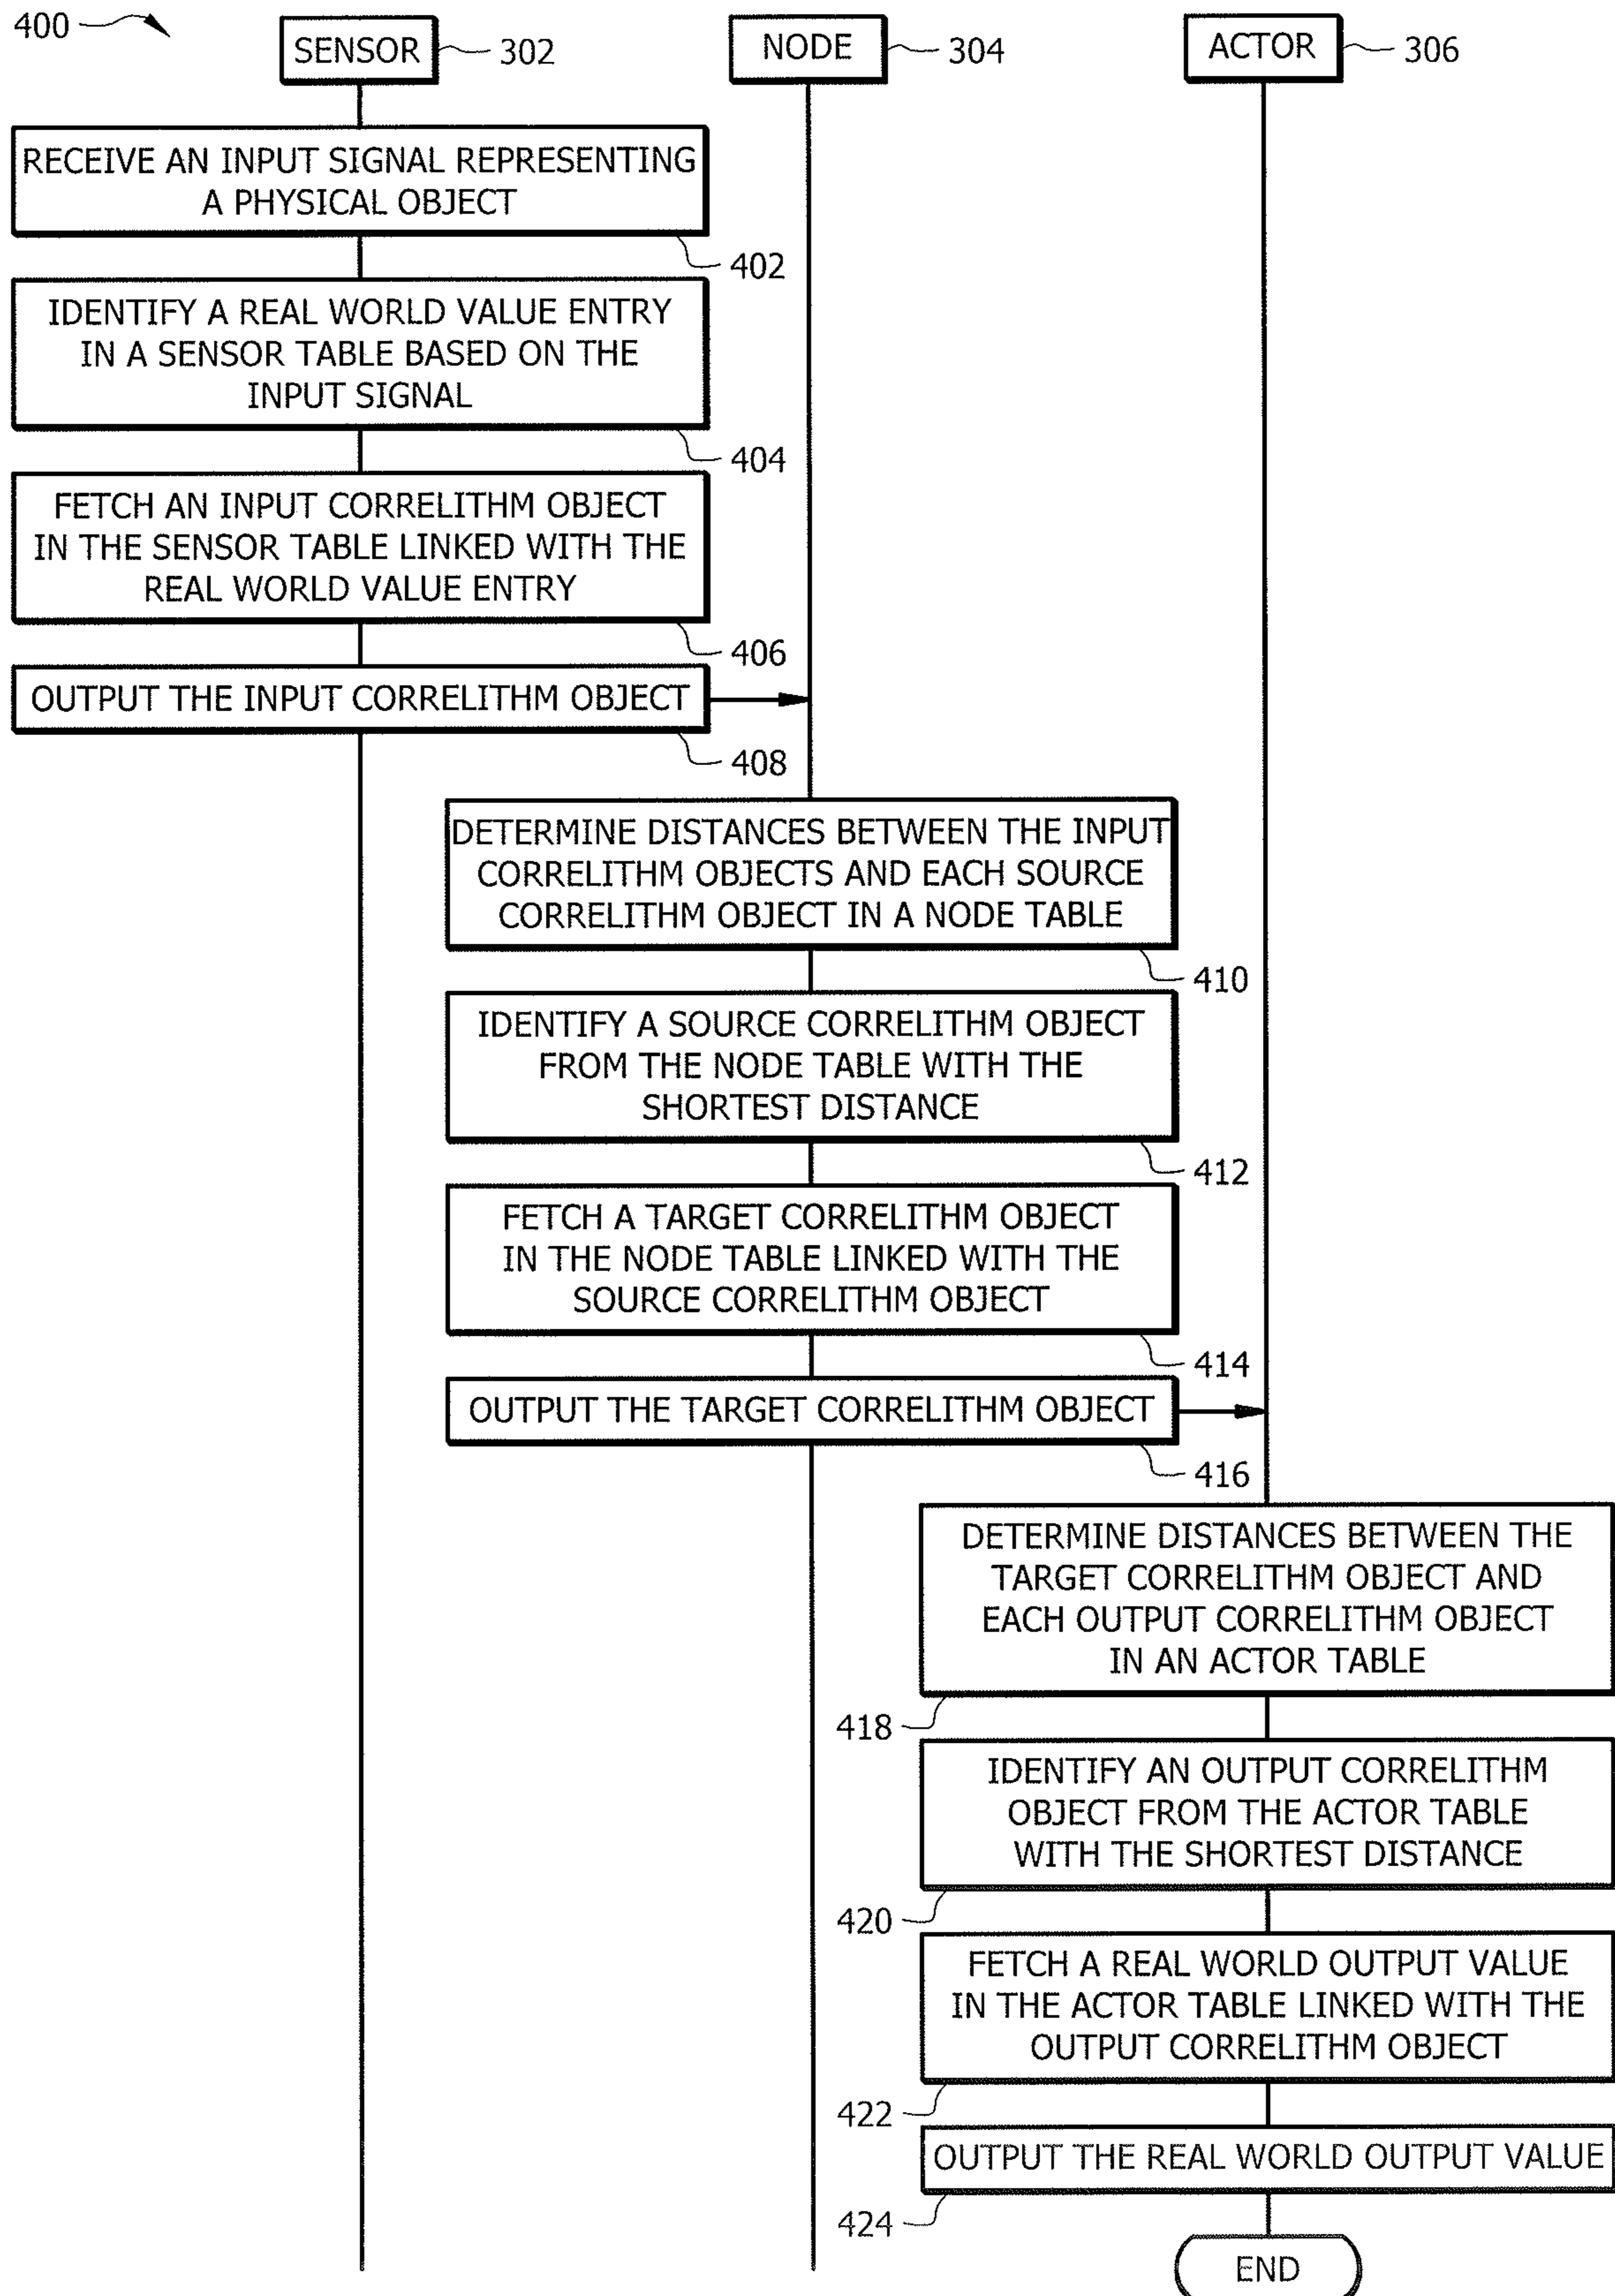 400
SENSOR
302
NODE
304
ACTOR
306
RECEIVE AN INPUT SIGNAL REPRESENTING
A PHYSICAL OBJECT
402
IDENTIFY A REAL WORLD VALUE ENTRY
IN A SENSOR TABLE BASED ON THE
INPUT SIGNAL
404
FETCH AN INPUT CORRELITHM OBJECT
IN THE SENSOR TABLE LINKED WITH THE
REAL WORLD VALUE ENTRY
406
OUTPUT THE INPUT CORRELITHM OBJECT
408
DETERMINE DISTANCES BETWEEN THE INPUT
CORRELITHM OBJECTS AND EACH SOURCE
CORRELITHM OBJECT IN A NODE TABLE
410
IDENTIFY A SOURCE CORRELITHM OBJECT
FROM THE NODE TABLE WITH THE
SHORTEST DISTANCE
412
FETCH A TARGET CORRELITHM OBJECT
IN THE NODE TABLE LINKED WITH THE
SOURCE CORRELITHM OBJECT
414
OUTPUT THE TARGET CORRELITHM OBJECT
416
DETERMINE DISTANCES BETWEEN THE
TARGET CORRELITHM OBJECT AND
EACH OUTPUT CORRELITHM OBJECT
IN AN ACTOR TABLE
418
IDENTIFY AN OUTPUT CORRELITHM
OBJECT FROM THE ACTOR TABLE
WITH THE SHORTEST DISTANCE
420
FETCH A REAL WORLD OUTPUT VALUE
IN THE ACTOR TABLE LINKED WITH THE
OUTPUT CORRELITHM OBJECT
422
OUTPUT THE REAL WORLD OUTPUT VALUE
424
END